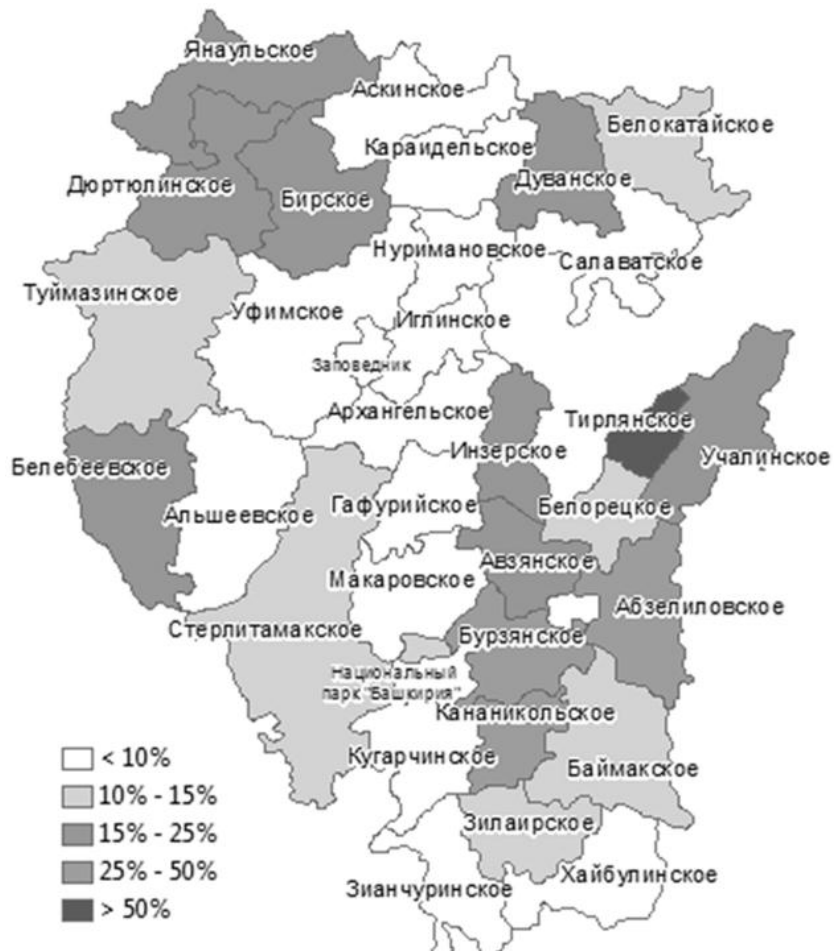 Янаульское
Аскинское
Белокатайское
Караидельское
Дуванское
Дюртюлинское
Бирское
Нуримановское
Салаватское
Туймазинское
Уфимское
Иглинское
Заповедник
Архангельское
Тирлянское
Инзерское
Учалинское
Белебеевское
Гафурийское
Белорецкое
Альшеевское
Авзянское
Макаровское
Абзелиловское
Стерлитамакское
Бурзянское
Национальный
парк "Башкирия"
Кананикольское
Кугарчинское
Баймакское
Зилаирское
Зианчуринское
Хайбулинское
< 10%
10% - 15%
15% - 25%
25% - 50%
> 50%